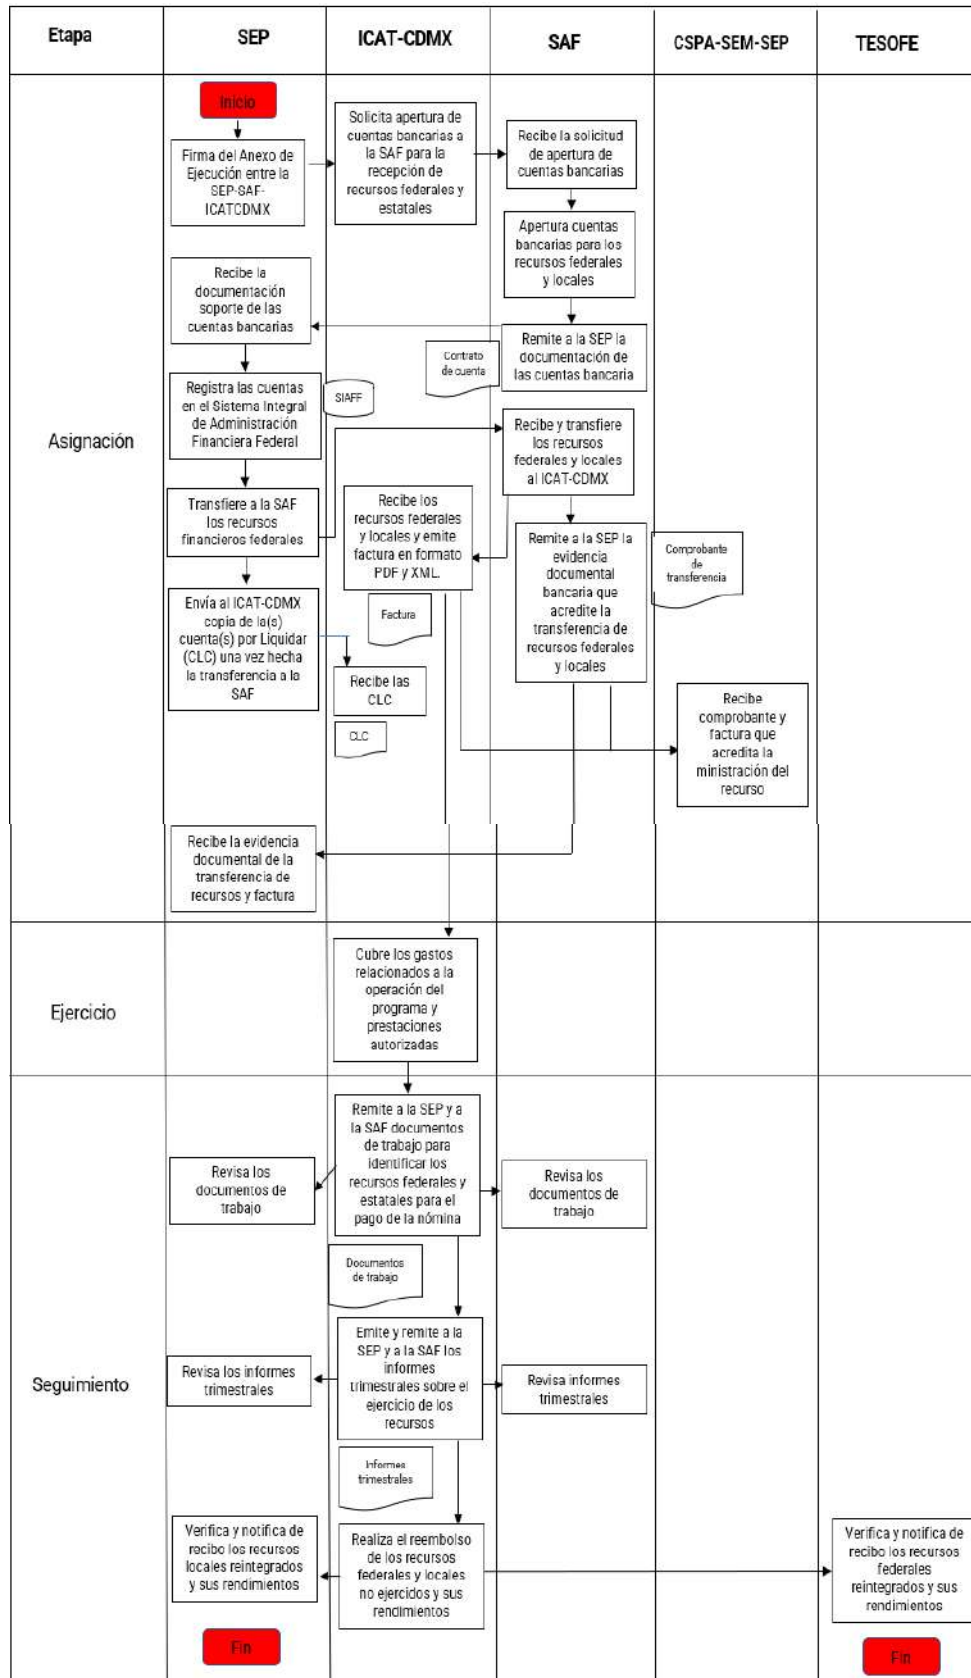 Etapa
SEP
ICAT-CDMX
SAF
CSPA-SEM-SEP
TESOFE
Asignación
Inicio
Firma del Anexo de
Ejecución entre la
SEP-SAF-
ICATCDMX
Solicita apertura de
cuentas bancarias a
la SAF para la
recepción de
recursos federales y
estatales
Recibe la solicitud
de apertura de
cuentas bancarias
Apertura cuentas
bancarias para los
recursos federales
y locales
Recibe la
documentación
soporte de las
cuentas bancarias
Remite a la SEP la
documentación de
las cuentas bancaria
Contrato
de cuenta
Registra las cuentas
en el Sistema Integral
de Administración
Financiera Federal
SIAFF
Recibe y transfiere
los recursos
federales y locales
al ICAT-CDMX
Transfiere a la SAF
los recursos
financieros federales
Recibe los
recursos federales
y locales y emite
factura en formato
PDF y XML.
Factura
Remite a la SEP la
evidencia
documental
bancaria que
acredite la
transferencia de
recursos federales
y locales
Comprobante
de
transferencia
Envía al ICAT-CDMX
copia de la(s)
cuenta(s) por Liquidar
(CLC) una vez hecha
la transferencia a la
SAF
Recibe las
CLC
CLC
Recibe
comprobante y
factura que
acredita la
ministración del
recurso
Recibe la evidencia
documental de la
transferencia de
recursos y factura
Ejercicio
Cubre los gastos
relacionados a la
operación del
programa y
prestaciones
autorizadas
Seguimiento
Remite a la SEP y a
la SAF documentos
de trabajo para
identificar los
recursos federales y
estatales para el
pago de la nómina
Revisa los
documentos de
trabajo
Revisa los
documentos de
trabajo
Documentos
de trabajo
Emite y remite a la
SEP y a la SAF los
informes
trimestrales sobre el
ejercicio de los
recursos
Revisa los informes
trimestrales
Revisa informes
trimestrales
Informes
trimestrales
Verifica y notifica de
recibo los recursos
locales reintegrados
y sus rendimientos
Realiza el reembolso
de los recursos
federales y locales
no ejercidos y sus
rendimientos
Verifica y notifica de
recibo los recursos
federales
reintegrados y sus
rendimientos
Fin
Fin